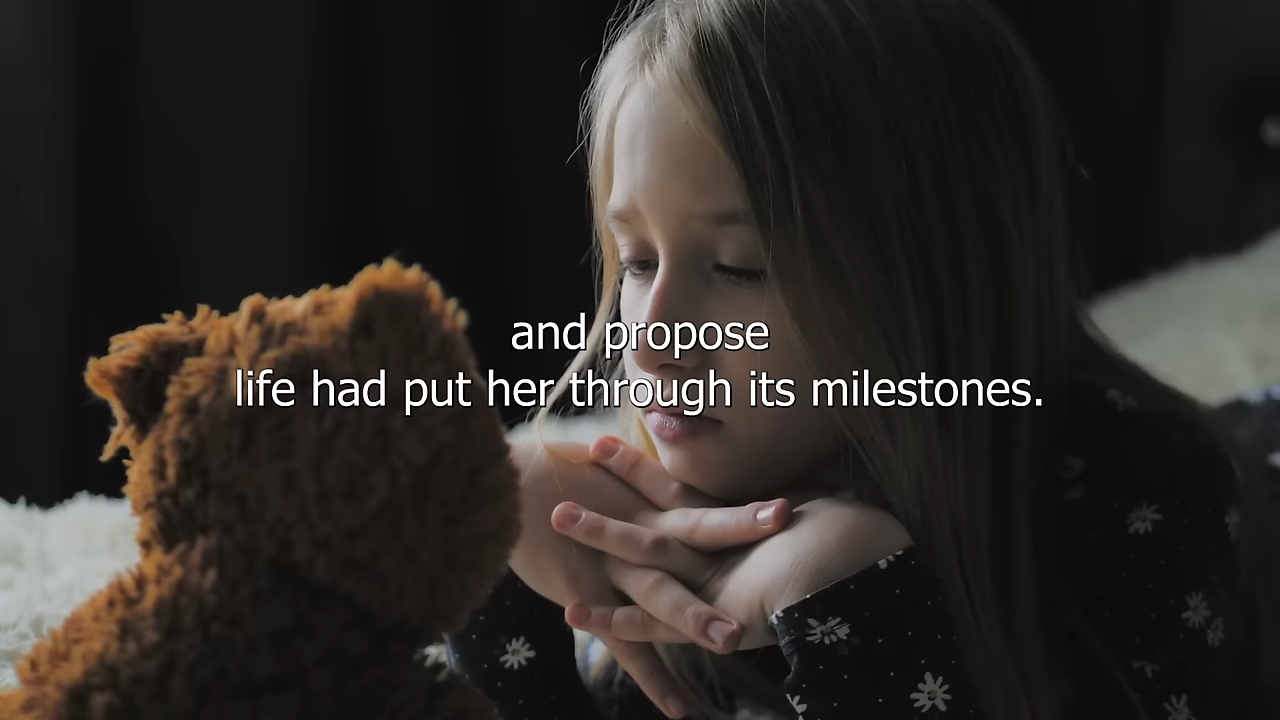 and propose
life had put her through its milestones.